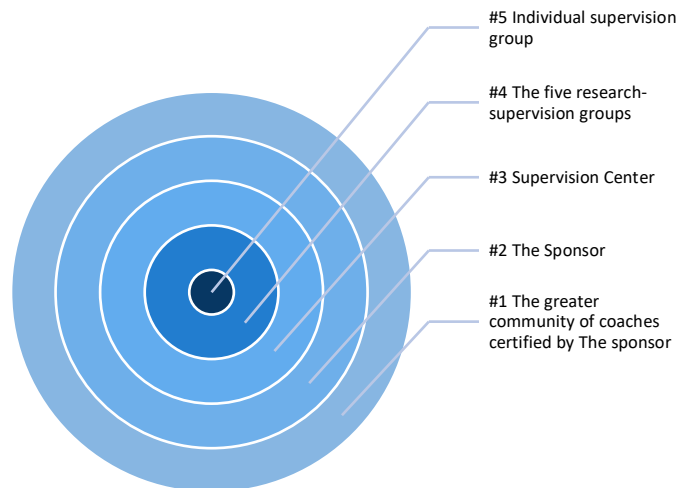 #5 Individual supervision
group
#4 The five research-
supervision groups
#3 Supervision Center
#2 The Sponsor
#1 The greater
community of coaches
certified by The sponsor